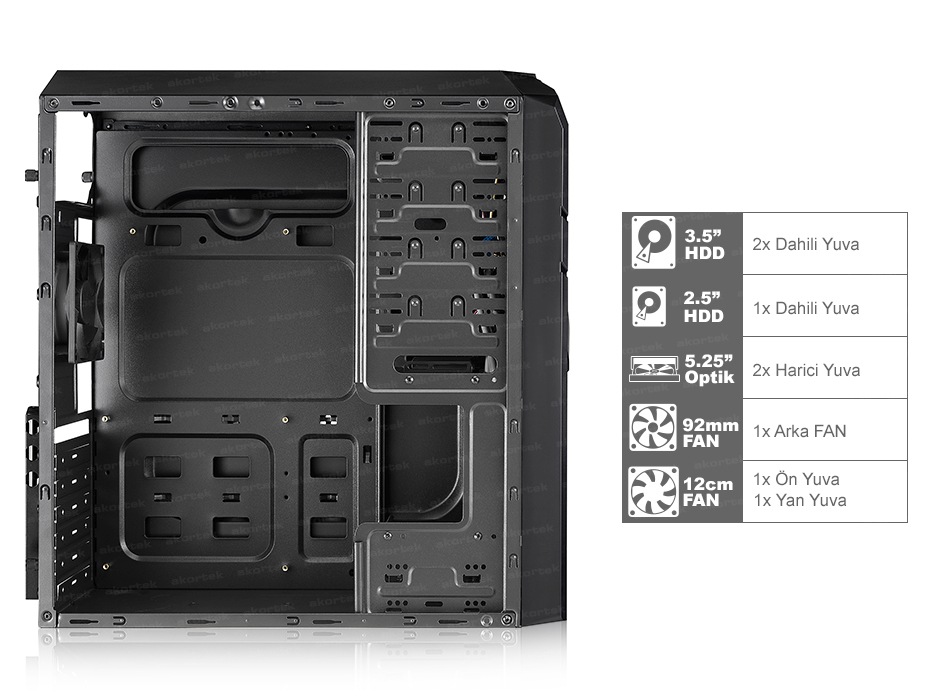 3.5”
HDD
2x Dahili Yuva
2.5”
HDD
1x Dahili Yuva
5.25”
Optik
2x Harici Yuva
92mm
FAN
1x Arka FAN
12cm
FAN
1x Ön Yuva
1x Yan Yuva
akortek